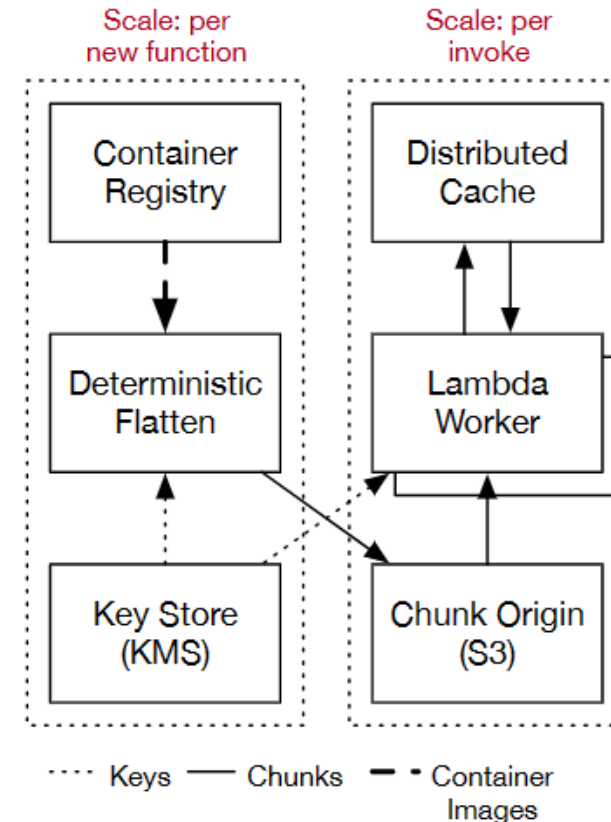 Scale: per
new function
Scale: per
invoke
Container
Registry
Distributed
Cache
Deterministic
Flatten
Lambda
Worker
Key Store
(KMS)
Chunk Origin
(S3)
Keys
Chunks
Container
Images